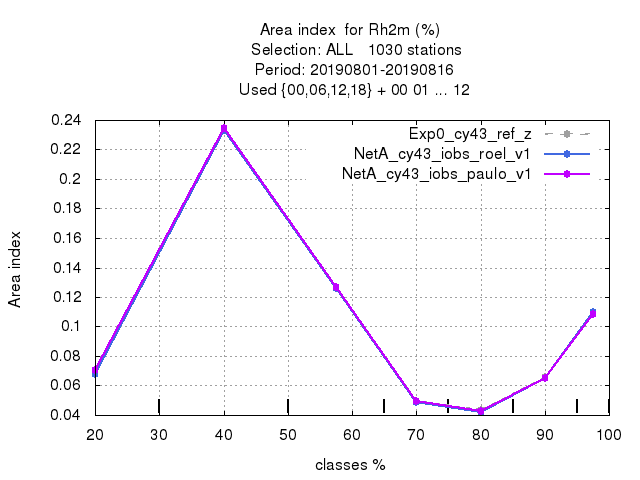 Area index  for Rh2m (%)
Selection: ALL   1030 stations
Period: 20190801-20190816
Used {00,06,12,18} + 00 01 ... 12
Exp0_cy43_ref_z
NetA_cy43_iobs_roel_v1
NetA_cy43_iobs_paulo_v1
Area index
0.24
0.22
0.2
0.18
0.16
0.14
0.12
0.1
0.08
0.06
0.04
20 30 40 50 60 70 80 90 100
classes %